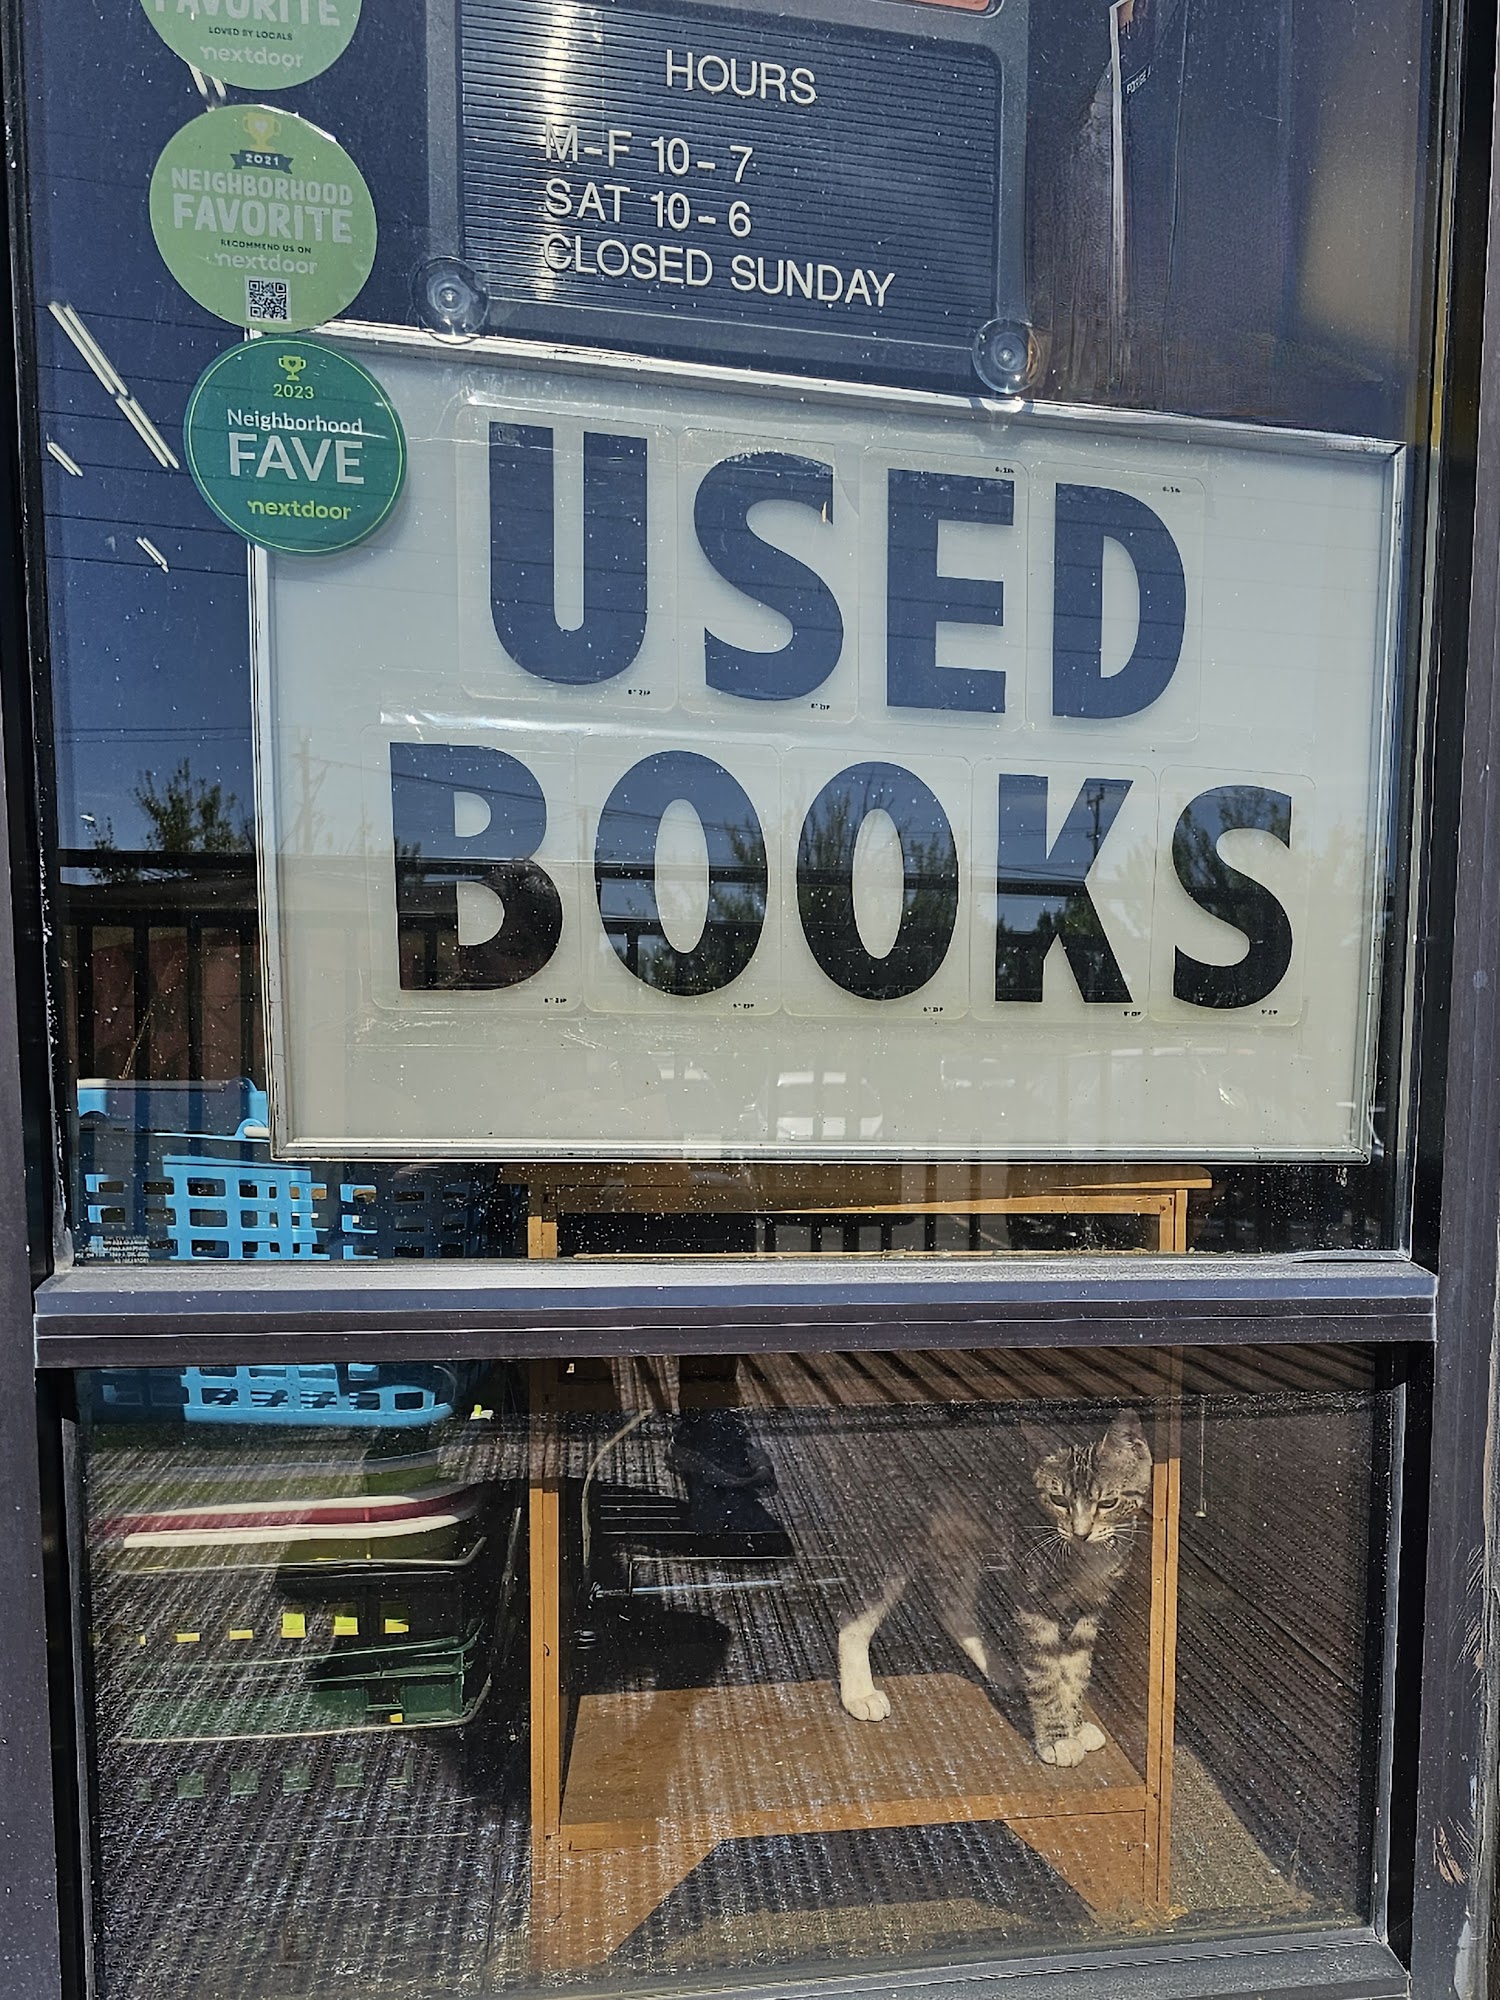 FAVORITE
LOVED BY LOCALS
nextdoor
2021
NEIGHBORHOOD
FAVORITE
RECOMMEND US ON
nextdoor
2023
Neighborhood
FAVE
nextdoor
HOURS
M-F 10-7
SAT 10-6
CLOSED SUNDAY
USED
BOOKS